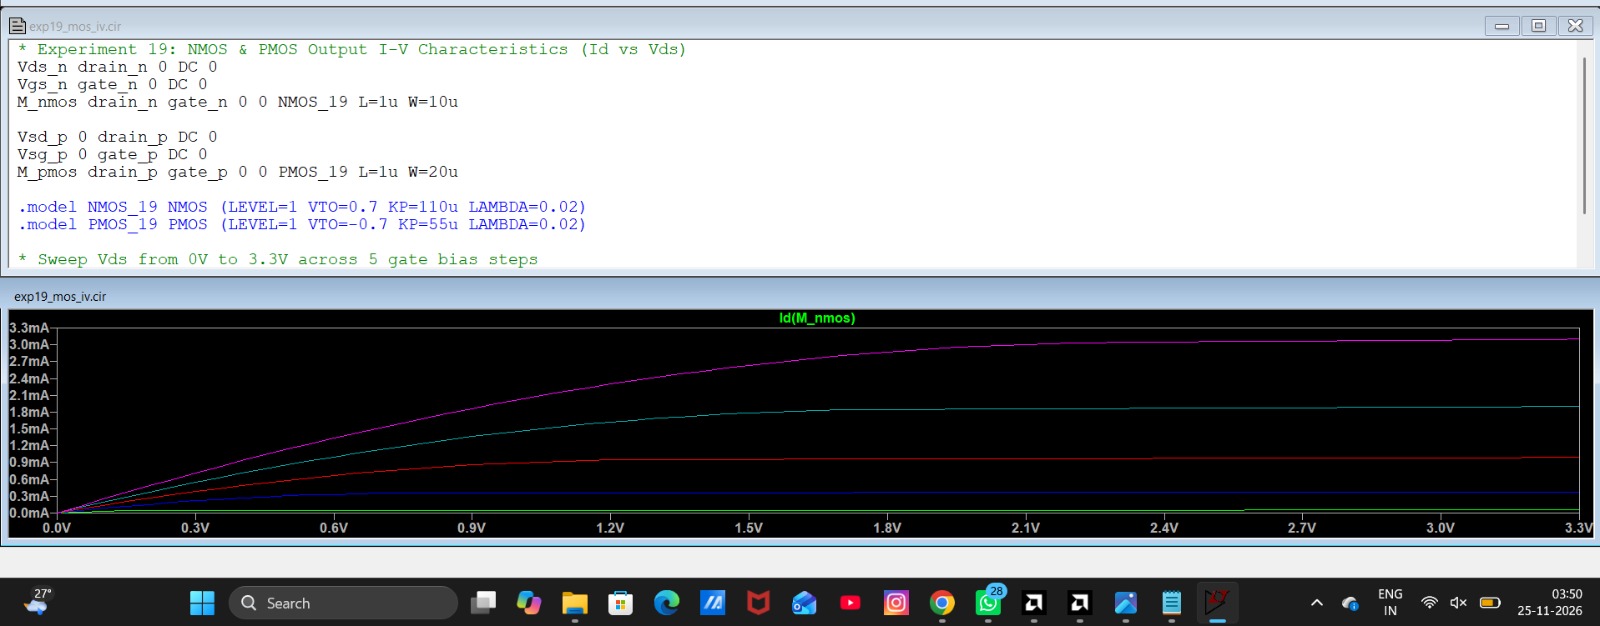 exp19_mos_iv.cir
* Experiment 19: NMOS & PMOS Output I-V Characteristics (Id vs Vds)
Vds_n drain_n 0 DC 0
Vgs_n gate_n 0 DC 0
M_nmos drain_n gate_n 0 0 NMOS_19 L=1u W=10u
Vsd_p 0 drain_p DC 0
Vsg_p 0 gate_p DC 0
M_pmos drain_p gate_p 0 0 PMOS_19 L=1u W=20u
.model NMOS_19 NMOS (LEVEL=1 VTO=0.7 KP=110u LAMBDA=0.02)
.model PMOS_19 PMOS (LEVEL=1 VTO=-0.7 KP=55u LAMBDA=0.02)
* Sweep Vds from 0V to 3.3V across 5 gate bias steps
exp19_mos_iv.cir
Id(M_nmos)
3.3mA
3.0mA
2.7mA
2.4mA
2.1mA
1.8mA
1.5mA
1.2mA
0.9mA
0.6mA
0.3mA
0.0mA
0.0V 0.3V 0.6V 0.9V 1.2V 1.5V 1.8V 2.1V 2.4V 2.7V 3.0V 3.3V
27°
Search
28
ENG
IN
03:50
25-11-2026